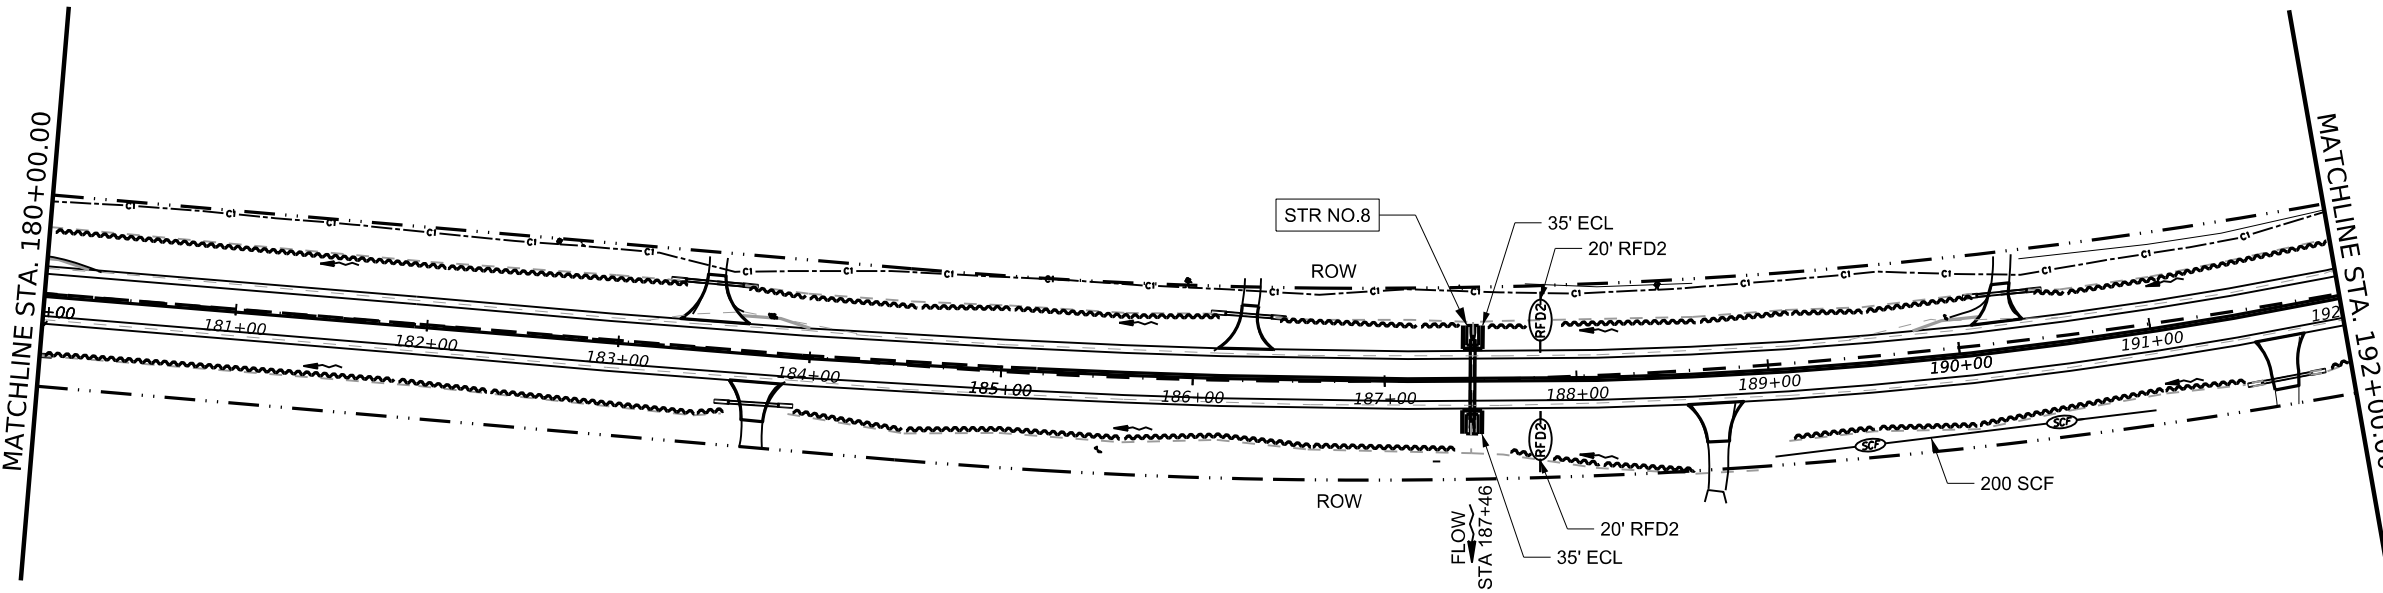 MATCHLINE STA. 180+00.00
MATCHLINE STA. 192+00.00
STR NO.8
35' ECL
20' RFD2
ROW
RFD2
+00
181+00
182+00
183+00
184+00
185+00
186+00
187+00
188+00
189+00
190+00
191+00
192
RFD2
SCF
SCF
200 SCF
ROW
FLOW
STA 187+46
20' RFD2
35' ECL